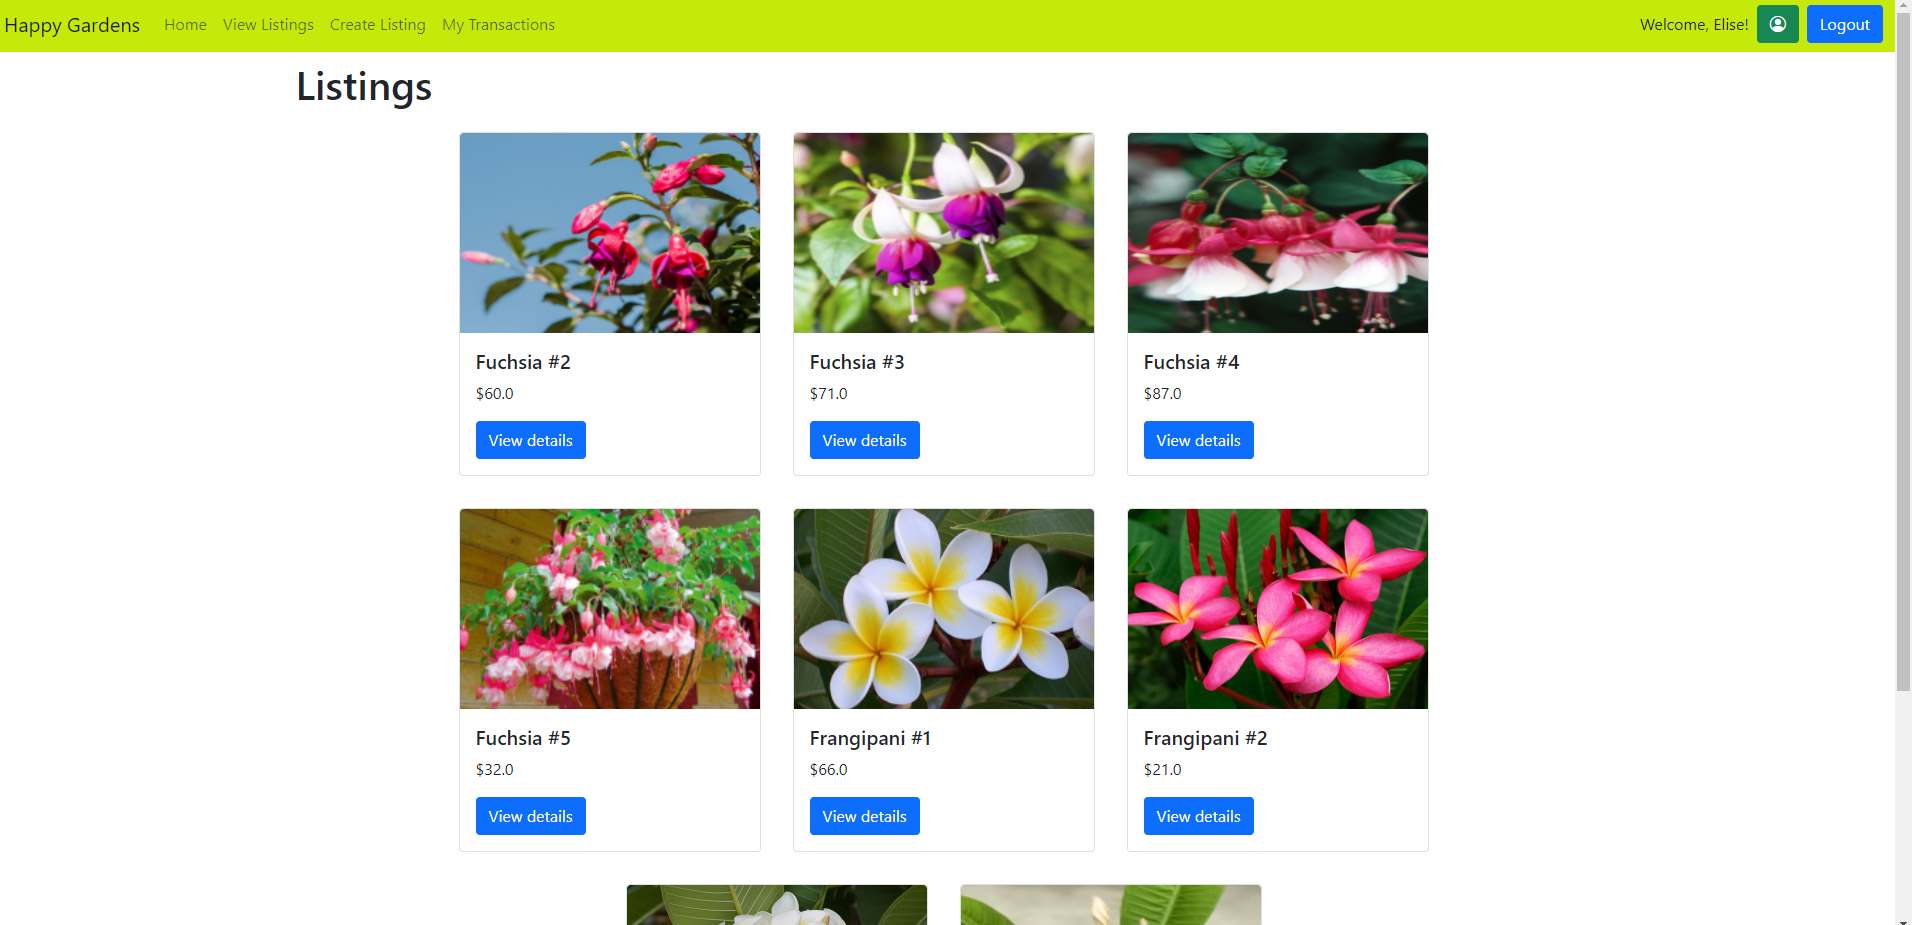 Happy Gardens Home View Listings Create Listing My Transactions Welcome, Elise! Logout
Listings
Fuchsia #2
$60.0
View details
Fuchsia #3
$71.0
View details
Fuchsia #4
$87.0
View details
Fuchsia #5
$32.0
View details
Frangipani #1
$66.0
View details
Frangipani #2
$21.0
View details